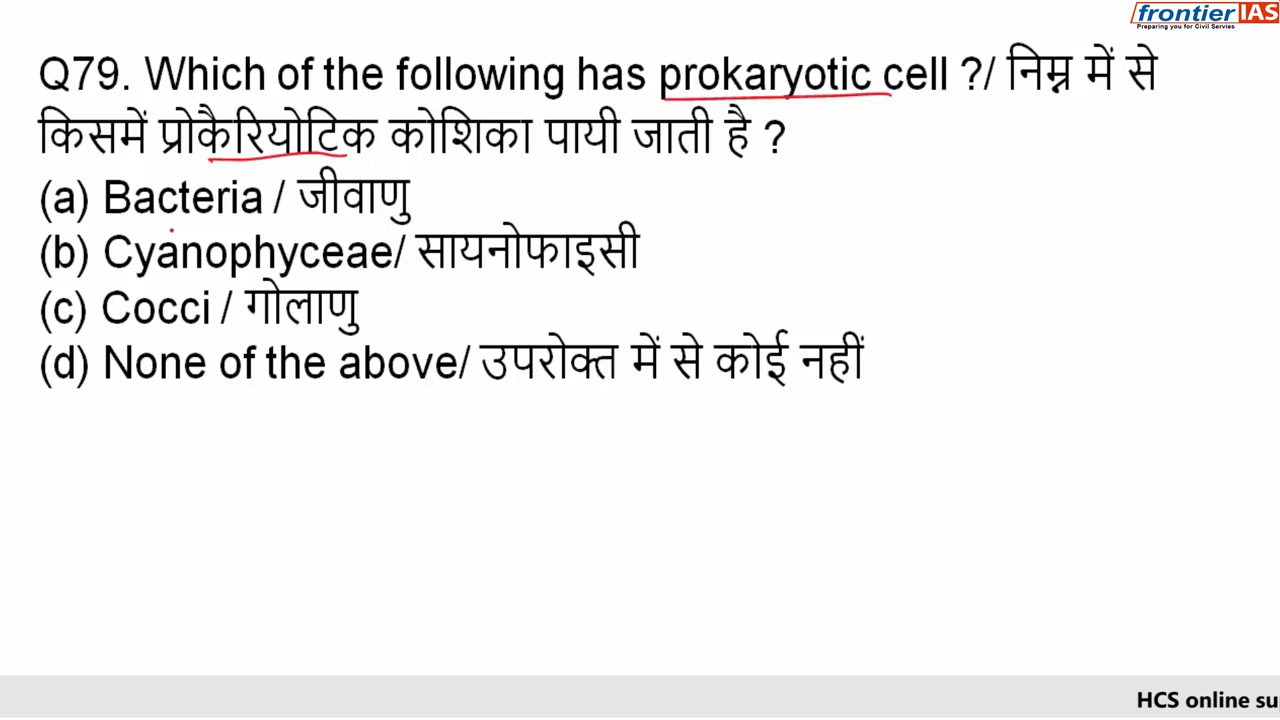 frontier IAS
Preparing you for Civil Servies
Q79. Which of the following has prokaryotic cell ?/ निम्न में से
किसमें प्रोकैरियोटिक कोशिका पायी जाती है ?
(a) Bacteria / जीवाणु
(b) Cyanophyceae/ सायनोफाइसी
(c) Cocci / गोलाणु
(d) None of the above/ उपरोक्त में से कोई नहीं
HCS online su